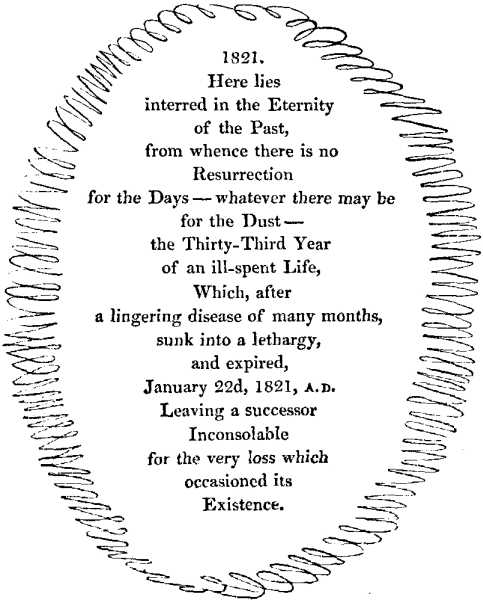 1821.
Here lies
interred in the Eternity
of the Past,
from whence there is no
Resurrection
for the Days — whatever there may be
for the Dust —
the Thirty-Third Year
of an ill-spent Life,
Which, after
a lingering disease of many months,
sunk into a lethargy,
and expired,
January 22d, 1821, A.D.
Leaving a successor
Inconsolable
for the very loss which
occasioned its
Existence.